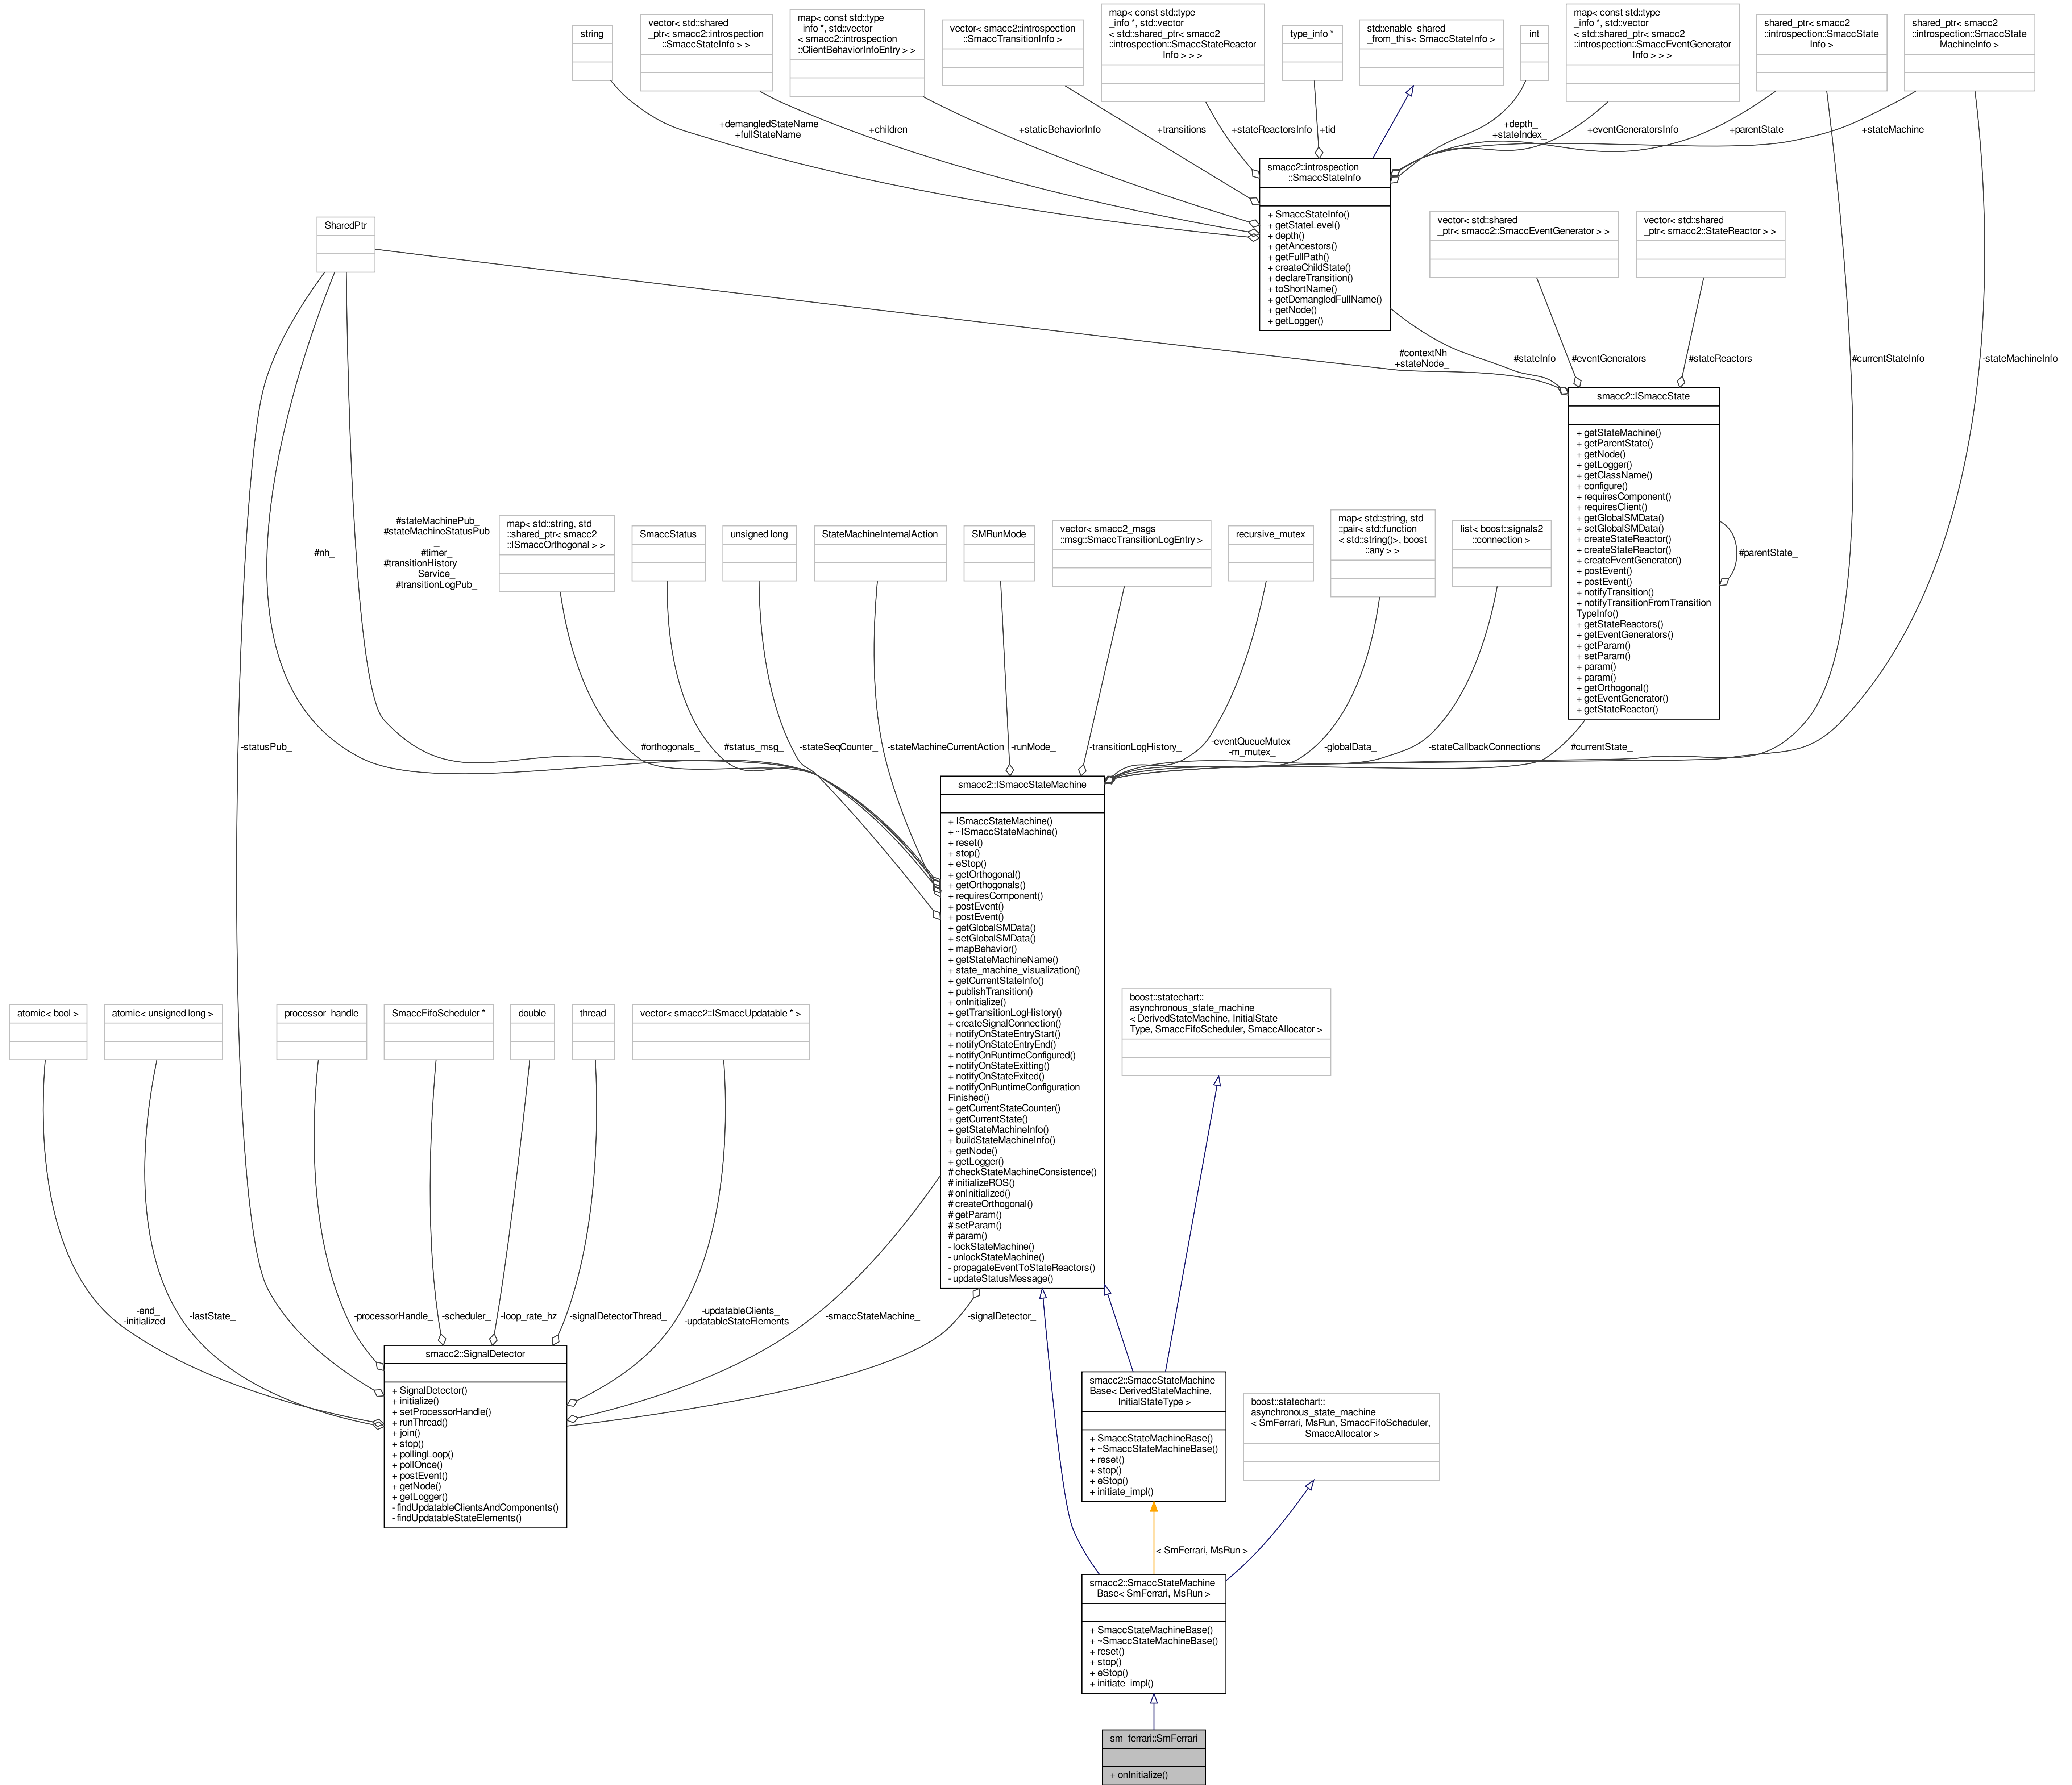 string
vector< std::shared
_ptr< smacc2::introspection
::SmaccStateInfo > >
map< const std::type
_info *, std::vector
< smacc2::introspection
::ClientBehaviorInfoEntry > >
vector< smacc2::introspection
::SmaccTransitionInfo >
map< const std::type
_info *, std::vector
< std::shared_ptr< smacc2
::introspection::SmaccStateReactor
Info > > >
type_info *
std::enable_shared
_from_this< SmaccStateInfo >
int
map< const std::type
_info *, std::vector
< std::shared_ptr< smacc2
::introspection::SmaccEventGenerator
Info > > >
shared_ptr< smacc2
::introspection::SmaccState
Info >
shared_ptr< smacc2
::introspection::SmaccState
MachineInfo >
+demangledStateName
+fullStateName
+children_
+staticBehaviorInfo
+transitions_
+stateReactorsInfo
+tid_
+depth_
+stateIndex_
+eventGeneratorsInfo
+parentState_
+stateMachine_
smacc2::introspection
::SmaccStateInfo
+ SmaccStateInfo()
+ getStateLevel()
+ depth()
+ getAncestors()
+ getFullPath()
+ createChildState()
+ declareTransition()
+ toShortName()
+ getDemangledFullName()
+ getNode()
+ getLogger()
SharedPtr
vector< std::shared
_ptr< smacc2::SmaccEventGenerator > >
vector< std::shared
_ptr< smacc2::StateReactor > >
#contextNh
+stateNode_
#stateInfo_
#eventGenerators_
#stateReactors_
#currentStateInfo_
-stateMachineInfo_
smacc2::ISmaccState
+ getStateMachine()
+ getParentState()
+ getNode()
+ getLogger()
+ getClassName()
+ configure()
+ requiresComponent()
+ requiresClient()
+ getGlobalSMData()
+ setGlobalSMData()
+ createStateReactor()
+ createStateReactor()
+ createEventGenerator()
+ postEvent()
+ postEvent()
+ notifyTransition()
+ notifyTransitionFromTransition
TypeInfo()
+ getStateReactors()
+ getEventGenerators()
+ getParam()
+ setParam()
+ param()
+ param()
+ getOrthogonal()
+ getEventGenerator()
+ getStateReactor()
#parentState_
#nh_
#stateMachinePub_
#stateMachineStatusPub
_
#timer_
#transitionHistory
Service_
#transitionLogPub_
map< std::string, std
::shared_ptr< smacc2
::ISmaccOrthogonal > >
SmaccStatus
unsigned long
StateMachineInternalAction
SMRunMode
vector< smacc2_msgs
::msg::SmaccTransitionLogEntry >
recursive_mutex
map< std::string, std
::pair< std::function
< std::string()>, boost
::any > >
list< boost::signals2
::connection >
-statusPub_
#orthogonals_
#status_msg_
-stateSeqCounter_
-stateMachineCurrentAction
-runMode_
-transitionLogHistory_
-eventQueueMutex_
-m_mutex_
-globalData_
-stateCallbackConnections
#currentState_
smacc2::ISmaccStateMachine
+ ISmaccStateMachine()
+ ~ISmaccStateMachine()
+ reset()
+ stop()
+ eStop()
+ getOrthogonal()
+ getOrthogonals()
+ requiresComponent()
+ postEvent()
+ postEvent()
+ getGlobalSMData()
+ setGlobalSMData()
+ mapBehavior()
+ getStateMachineName()
+ state_machine_visualization()
+ getCurrentStateInfo()
+ publishTransition()
+ onInitialize()
+ getTransitionLogHistory()
+ createSignalConnection()
+ notifyOnStateEntryStart()
+ notifyOnStateEntryEnd()
+ notifyOnRuntimeConfigured()
+ notifyOnStateExitting()
+ notifyOnStateExited()
+ notifyOnRuntimeConfiguration
Finished()
+ getCurrentStateCounter()
+ getCurrentState()
+ getStateMachineInfo()
+ buildStateMachineInfo()
+ getNode()
+ getLogger()
# checkStateMachineConsistence()
# initializeROS()
# onInitialized()
# createOrthogonal()
# getParam()
# setParam()
# param()
- lockStateMachine()
- unlockStateMachine()
- propagateEventToStateReactors()
- updateStatusMessage()
atomic< bool >
atomic< unsigned long >
processor_handle
SmaccFifoScheduler *
double
thread
vector< smacc2::ISmaccUpdatable * >
boost::statechart::
asynchronous_state_machine
< DerivedStateMachine, InitialState
Type, SmaccFifoScheduler, SmaccAllocator >
-end_
-initialized_
-lastState_
-processorHandle_
-scheduler_
-loop_rate_hz
-signalDetectorThread_
-updatableClients_
-updatableStateElements_
-smaccStateMachine_
-signalDetector_
smacc2::SignalDetector
+ SignalDetector()
+ initialize()
+ setProcessorHandle()
+ runThread()
+ join()
+ stop()
+ pollingLoop()
+ pollOnce()
+ postEvent()
+ getNode()
+ getLogger()
- findUpdatableClientsAndComponents()
- findUpdatableStateElements()
smacc2::SmaccStateMachine
Base< DerivedStateMachine,
InitialStateType >
+ SmaccStateMachineBase()
+ ~SmaccStateMachineBase()
+ reset()
+ stop()
+ eStop()
+ initiate_impl()
boost::statechart::
asynchronous_state_machine
< SmFerrari, MsRun, SmaccFifoScheduler,
SmaccAllocator >
< SmFerrari, MsRun >
smacc2::SmaccStateMachine
Base< SmFerrari, MsRun >
+ SmaccStateMachineBase()
+ ~SmaccStateMachineBase()
+ reset()
+ stop()
+ eStop()
+ initiate_impl()
sm_ferrari::SmFerrari
+ onInitialize()